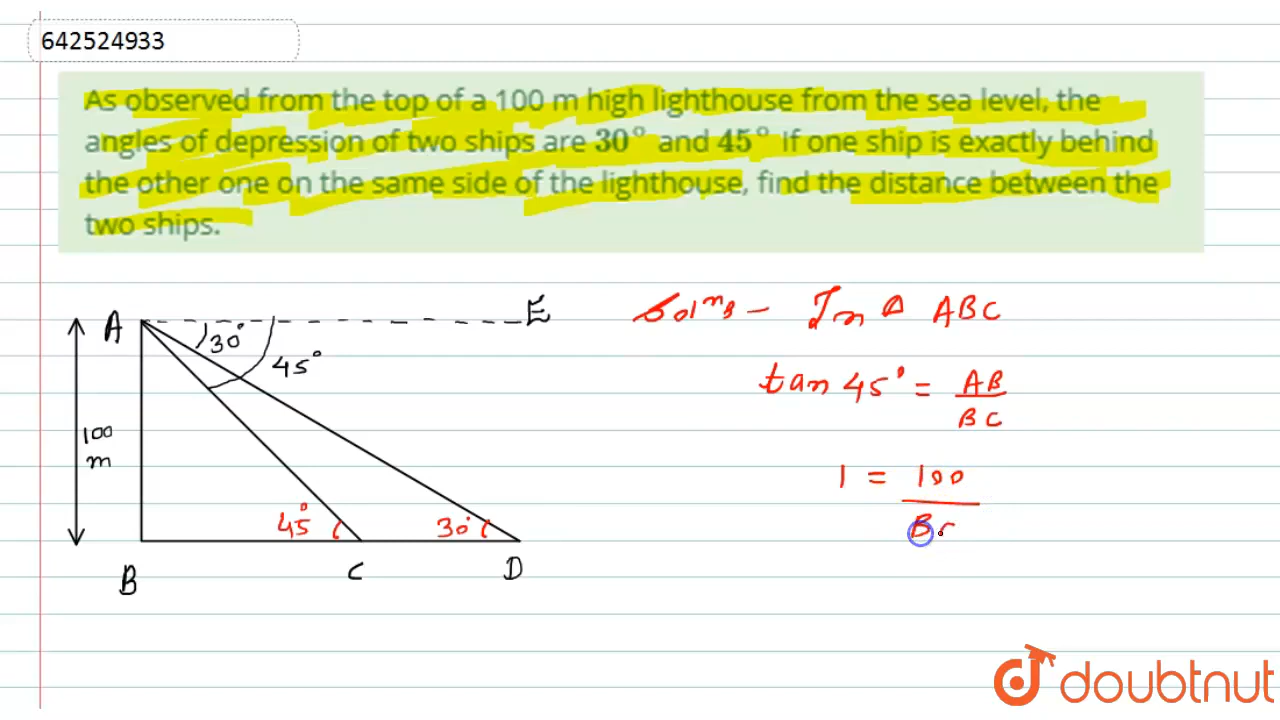 642524933
As observed from the top of a 100 m high lighthouse from the sea level, the
angles of depression of two ships are 30° and 45° If one ship is exactly behind
the other one on the same side of the lighthouse, find the distance between the
two ships.
A
E
30°
45°
100
m
45°
30°
B
C
D
Solⁿ:- In Δ ABC
tan 45° = AB
BC
1 = 100
BC
doubtnut